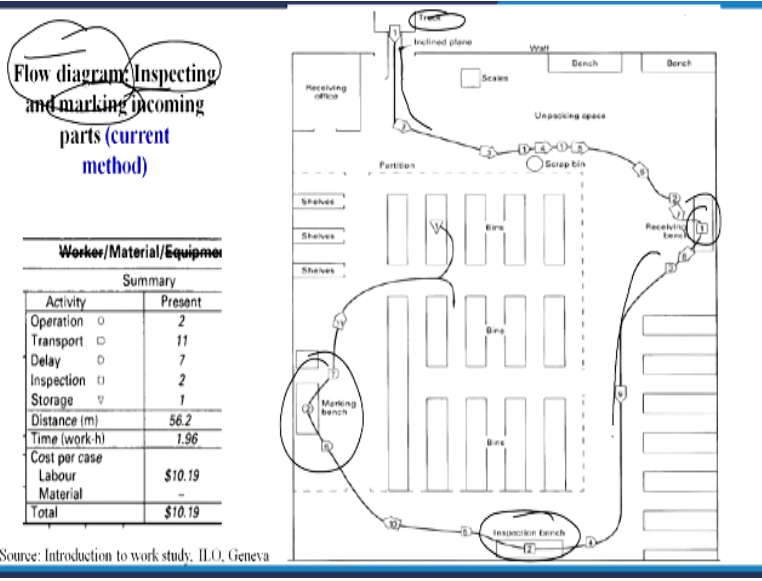 Flow diagram: Inspecting
and marking incoming
parts (current
method)
Worker/Material/Equipme
Summary
Activity Present
Operation 2
Transport 11
Delay 7
Inspection 2
Storage 1
Distance (m) 56.2
Time (work-h) 1.96
Cost per case
Labour $10.19
Material –
Total $10.19
Source: Introduction to work study, ILO, Geneva
Truck
Inclined plane
Wall
Bench
Bench
Receiving
office
Scales
Unpacking space
Partition
Scrap bin
Shelves
Shelves
Shelves
Bins
Receiving
bench
Bins
Marking
bench
Bins
Inspection bench